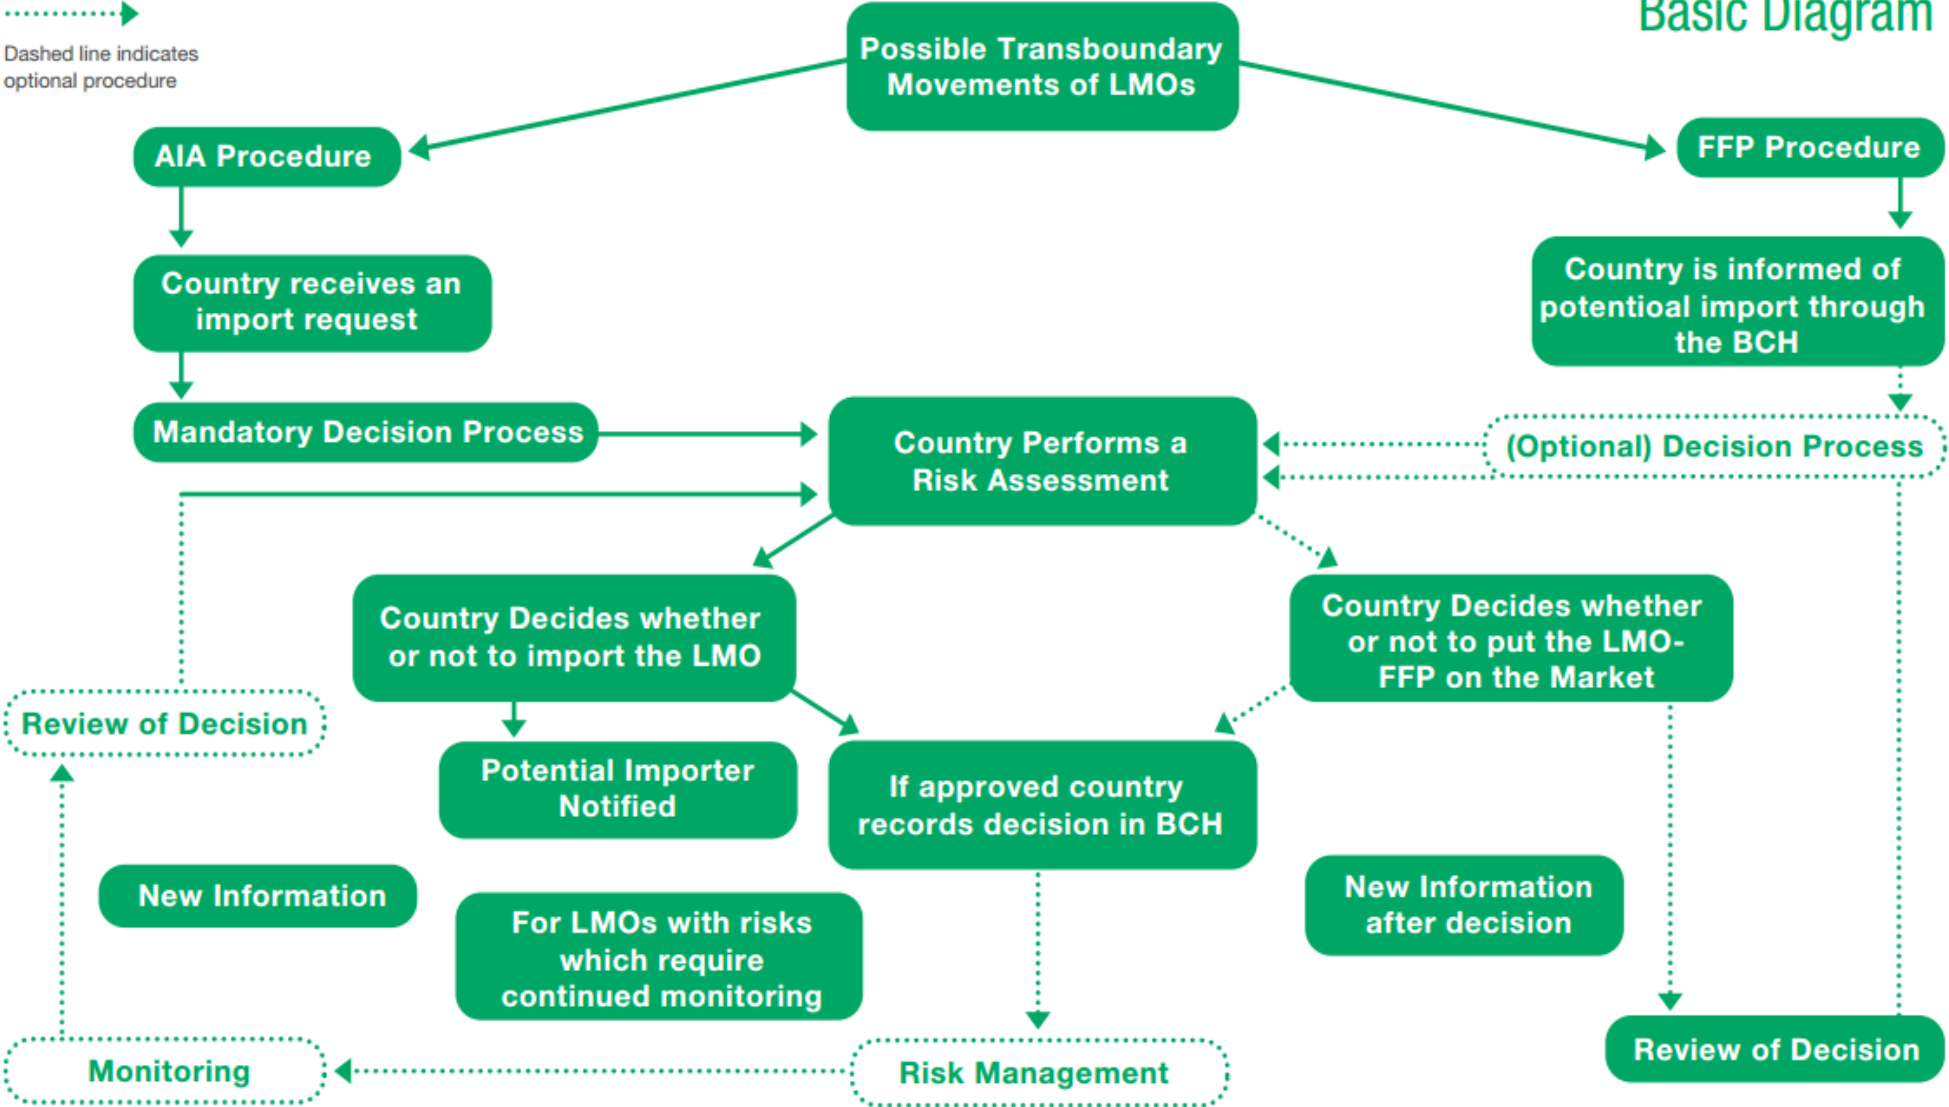 Basic Diagram
Dashed line indicates
optional procedure
Possible Transboundary
Movements of LMOs
AIA Procedure
FFP Procedure
Country receives an
import request
Country is informed of
potentioal import through
the BCH
Mandatory Decision Process
Country Performs a
Risk Assessment
(Optional) Decision Process
Country Decides whether
or not to import the LMO
Country Decides whether
or not to put the LMO-
FFP on the Market
Review of Decision
Potential Importer
Notified
If approved country
records decision in BCH
New Information
For LMOs with risks
which require
continued monitoring
New Information
after decision
Monitoring
Risk Management
Review of Decision